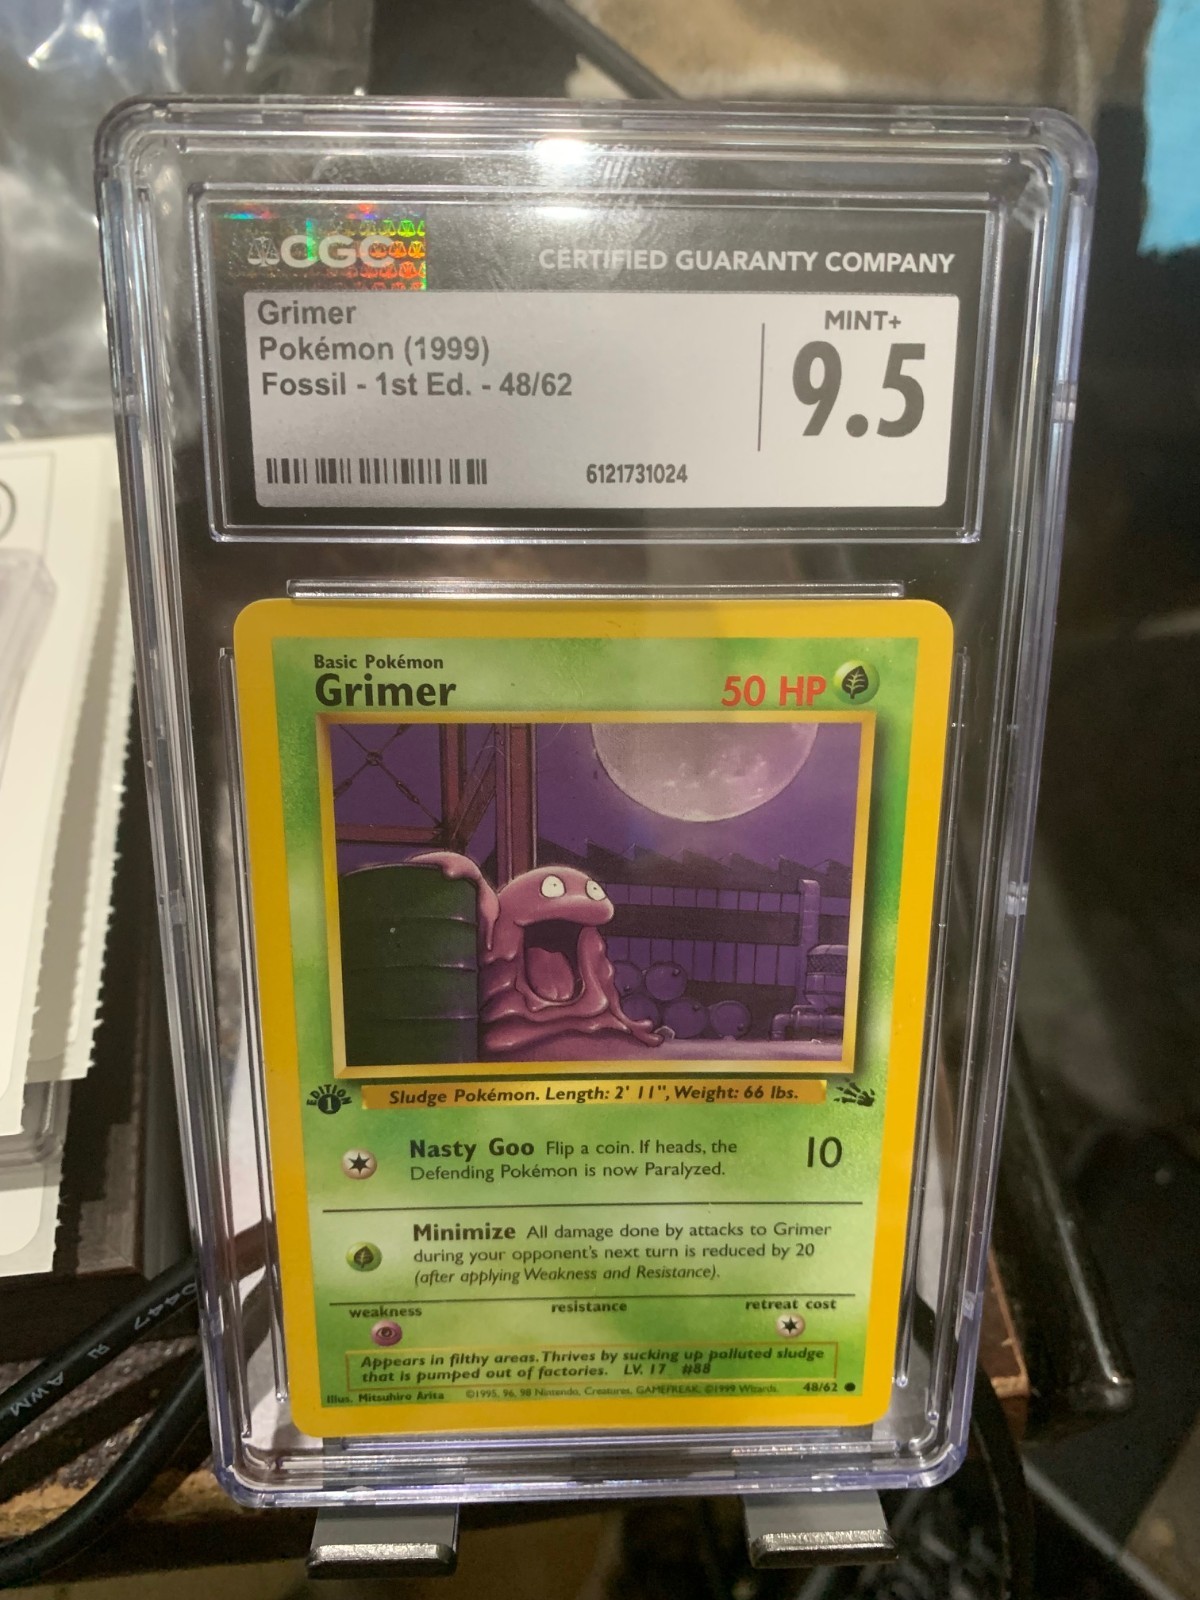 CGC
CERTIFIED GUARANTY COMPANY
Grimer
Pokémon (1999)
Fossil - 1st Ed. - 48/62
MINT+
9.5
6121731024
Basic Pokémon
Grimer
50 HP
EDITION
1
Sludge Pokémon. Length: 2' 11", Weight: 66 lbs.
Nasty Goo Flip a coin. If heads, the
Defending Pokémon is now Paralyzed.
10
Minimize All damage done by attacks to Grimer
during your opponent's next turn is reduced by 20
(after applying Weakness and Resistance).
weakness
resistance
retreat cost
Appears in filthy areas. Thrives by sucking up polluted sludge
that is pumped out of factories. LV. 17 #88
Illus. Mitsuhiro Arita
©1995, 96, 98 Nintendo, Creatures, GAMEFREAK. ©1999 Wizards.
48/62
AWM